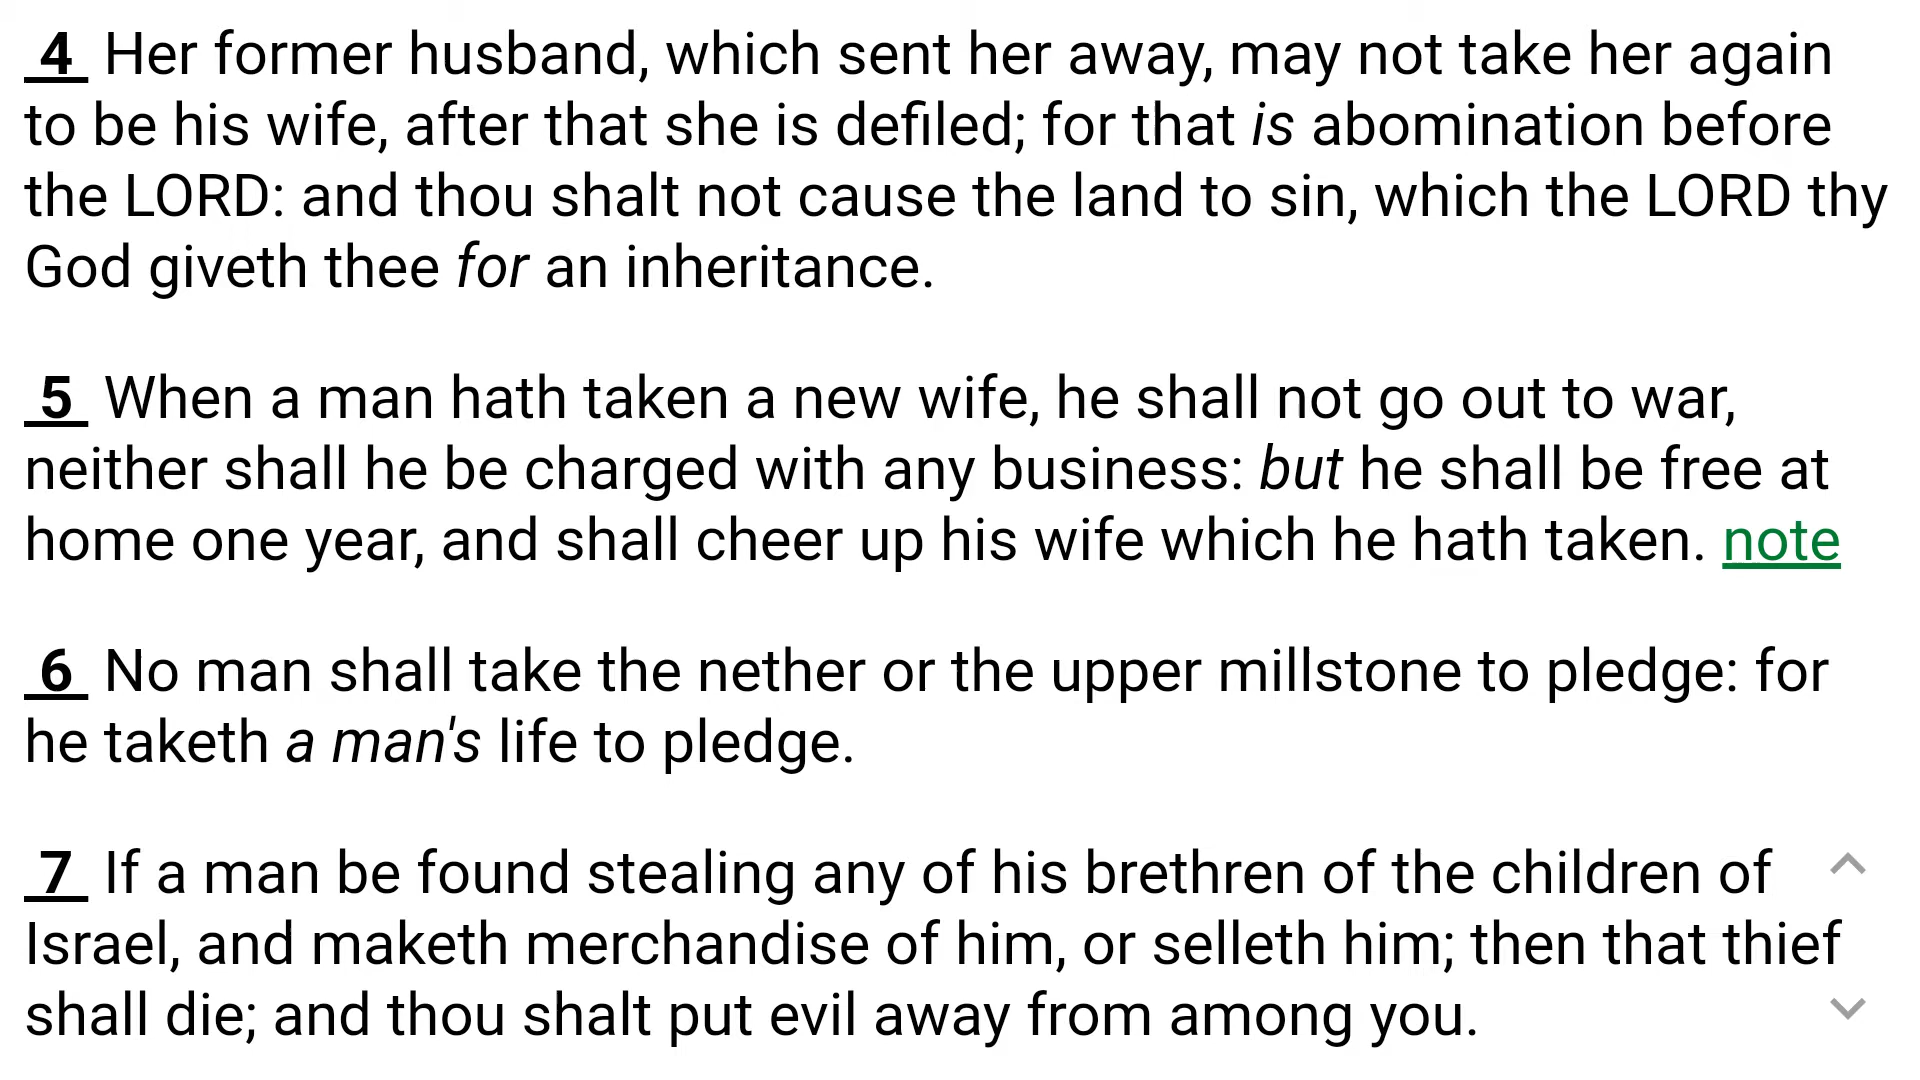 4 Her former husband, which sent her away, may not take her again
to be his wife, after that she is defiled; for that is abomination before
the LORD: and thou shalt not cause the land to sin, which the LORD thy
God giveth thee for an inheritance.
5 When a man hath taken a new wife, he shall not go out to war,
neither shall he be charged with any business: but he shall be free at
home one year, and shall cheer up his wife which he hath taken. note
6 No man shall take the nether or the upper millstone to pledge: for
he taketh a man's life to pledge.
7 If a man be found stealing any of his brethren of the children of
Israel, and maketh merchandise of him, or selleth him; then that thief
shall die; and thou shalt put evil away from among you.